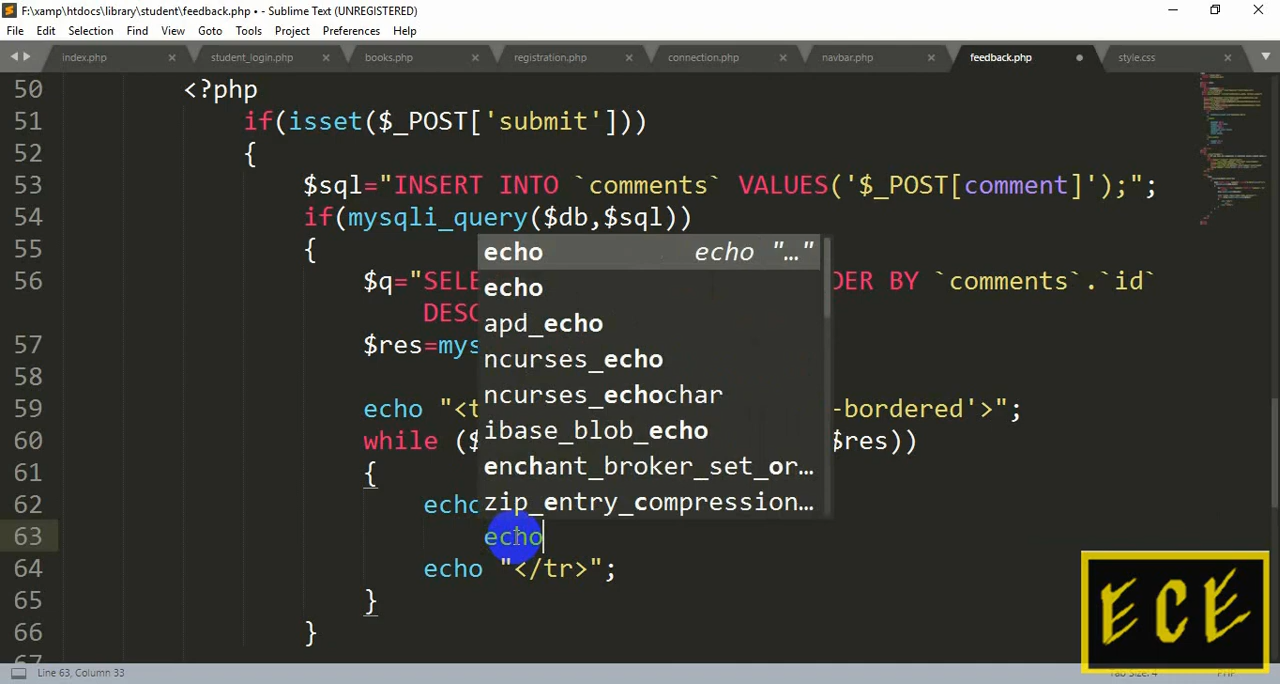 F:\xamp\htdocs\library\student\feedback.php • - Sublime Text (UNREGISTERED)
File Edit Selection Find View Goto Tools Project Preferences Help
index.php student_login.php books.php registration.php connection.php navbar.php feedback.php style.css
50 <?php
51 if(isset($_POST['submit']))
52 {
53 $sql="INSERT INTO `comments` VALUES('$_POST[comment]');";
54 if(mysqli_query($db,$sql))
55 {
echo echo "…"
56 $q="SELE DER BY `comments`.`id`
echo
DESC
apd_echo
57 $res=mys
ncurses_echo
58
ncurses_echochar
59 echo "<t -bordered'>";
ibase_blob_echo
60 while ($ $res))
61 {
enchant_broker_set_or…
62 echo
zip_entry_compression…
63 echo
64 echo "</tr>";
65 }
66 }
ECE
Line 63, Column 33